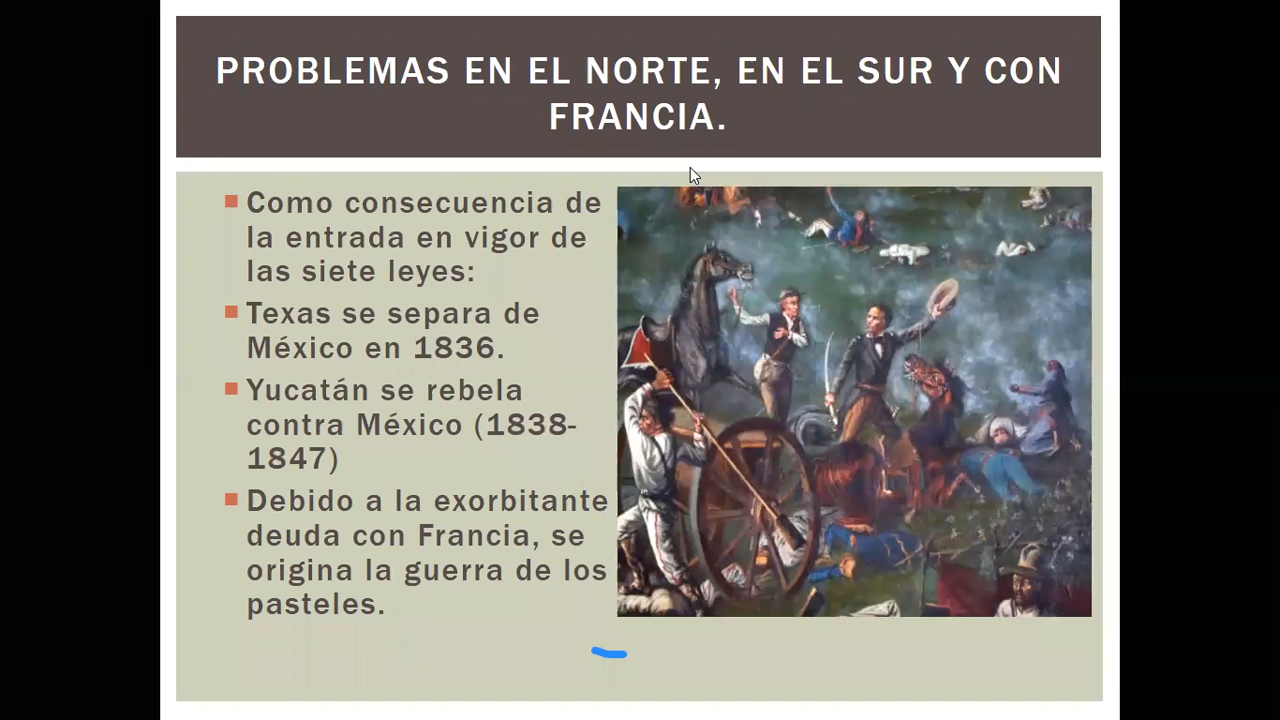 PROBLEMAS EN EL NORTE, EN EL SUR Y CON
FRANCIA.
Como consecuencia de
la entrada en vigor de
las siete leyes:
Texas se separa de
México en 1836.
Yucatán se rebela
contra México (1838-
1847)
Debido a la exorbitante
deuda con Francia, se
origina la guerra de los
pasteles.